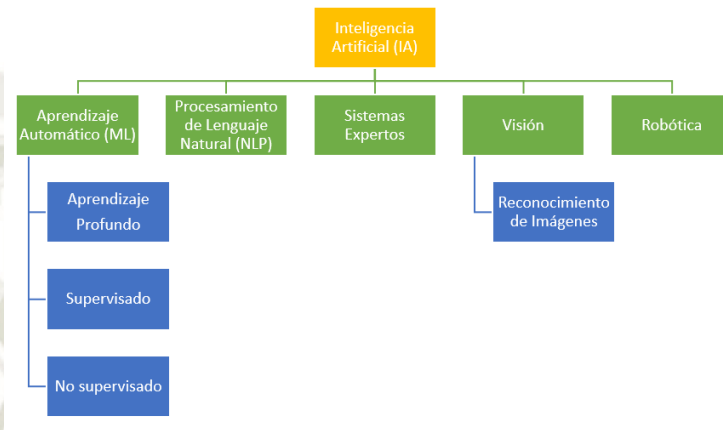 Inteligencia
Artificial (IA)
Aprendizaje
Automático (ML)
Procesamiento
de Lenguaje
Natural (NLP)
Sistemas
Expertos
Visión
Robótica
Aprendizaje
Profundo
Supervisado
No supervisado
Reconocimiento
de Imágenes